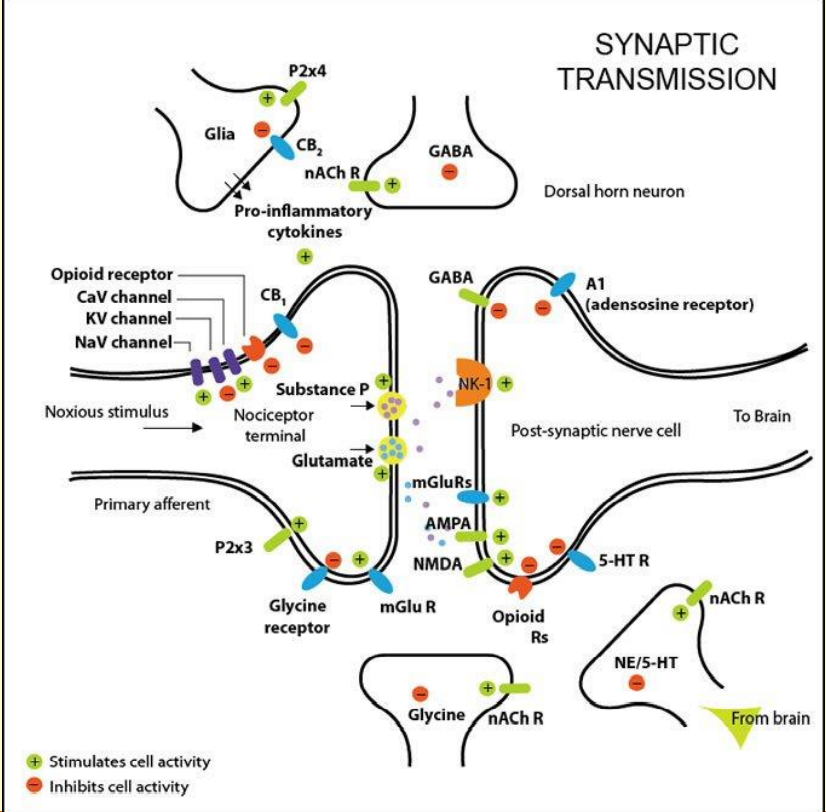 SYNAPTIC
TRANSMISSION
P2x4
+
−
Glia
CB2
GABA
−
nACh R
+
Dorsal horn neuron
Pro-inflammatory
cytokines
+
Opioid receptor
CaV channel
KV channel
NaV channel
CB1
−
−
+
−
+
GABA
−
−
A1
(adensosine receptor)
Substance P
+
NK-1
+
Noxious stimulus
Nociceptor
terminal
Glutamate
+
Post-synaptic nerve cell
To Brain
Primary afferent
mGluRs
+
AMPA
+
NMDA
+
−
−
5-HT R
P2x3
+
−
+
Glycine
receptor
mGlu R
Opioid
Rs
nACh R
+
NE/5-HT
−
From brain
−
+
Glycine
nACh R
+ Stimulates cell activity
− Inhibits cell activity